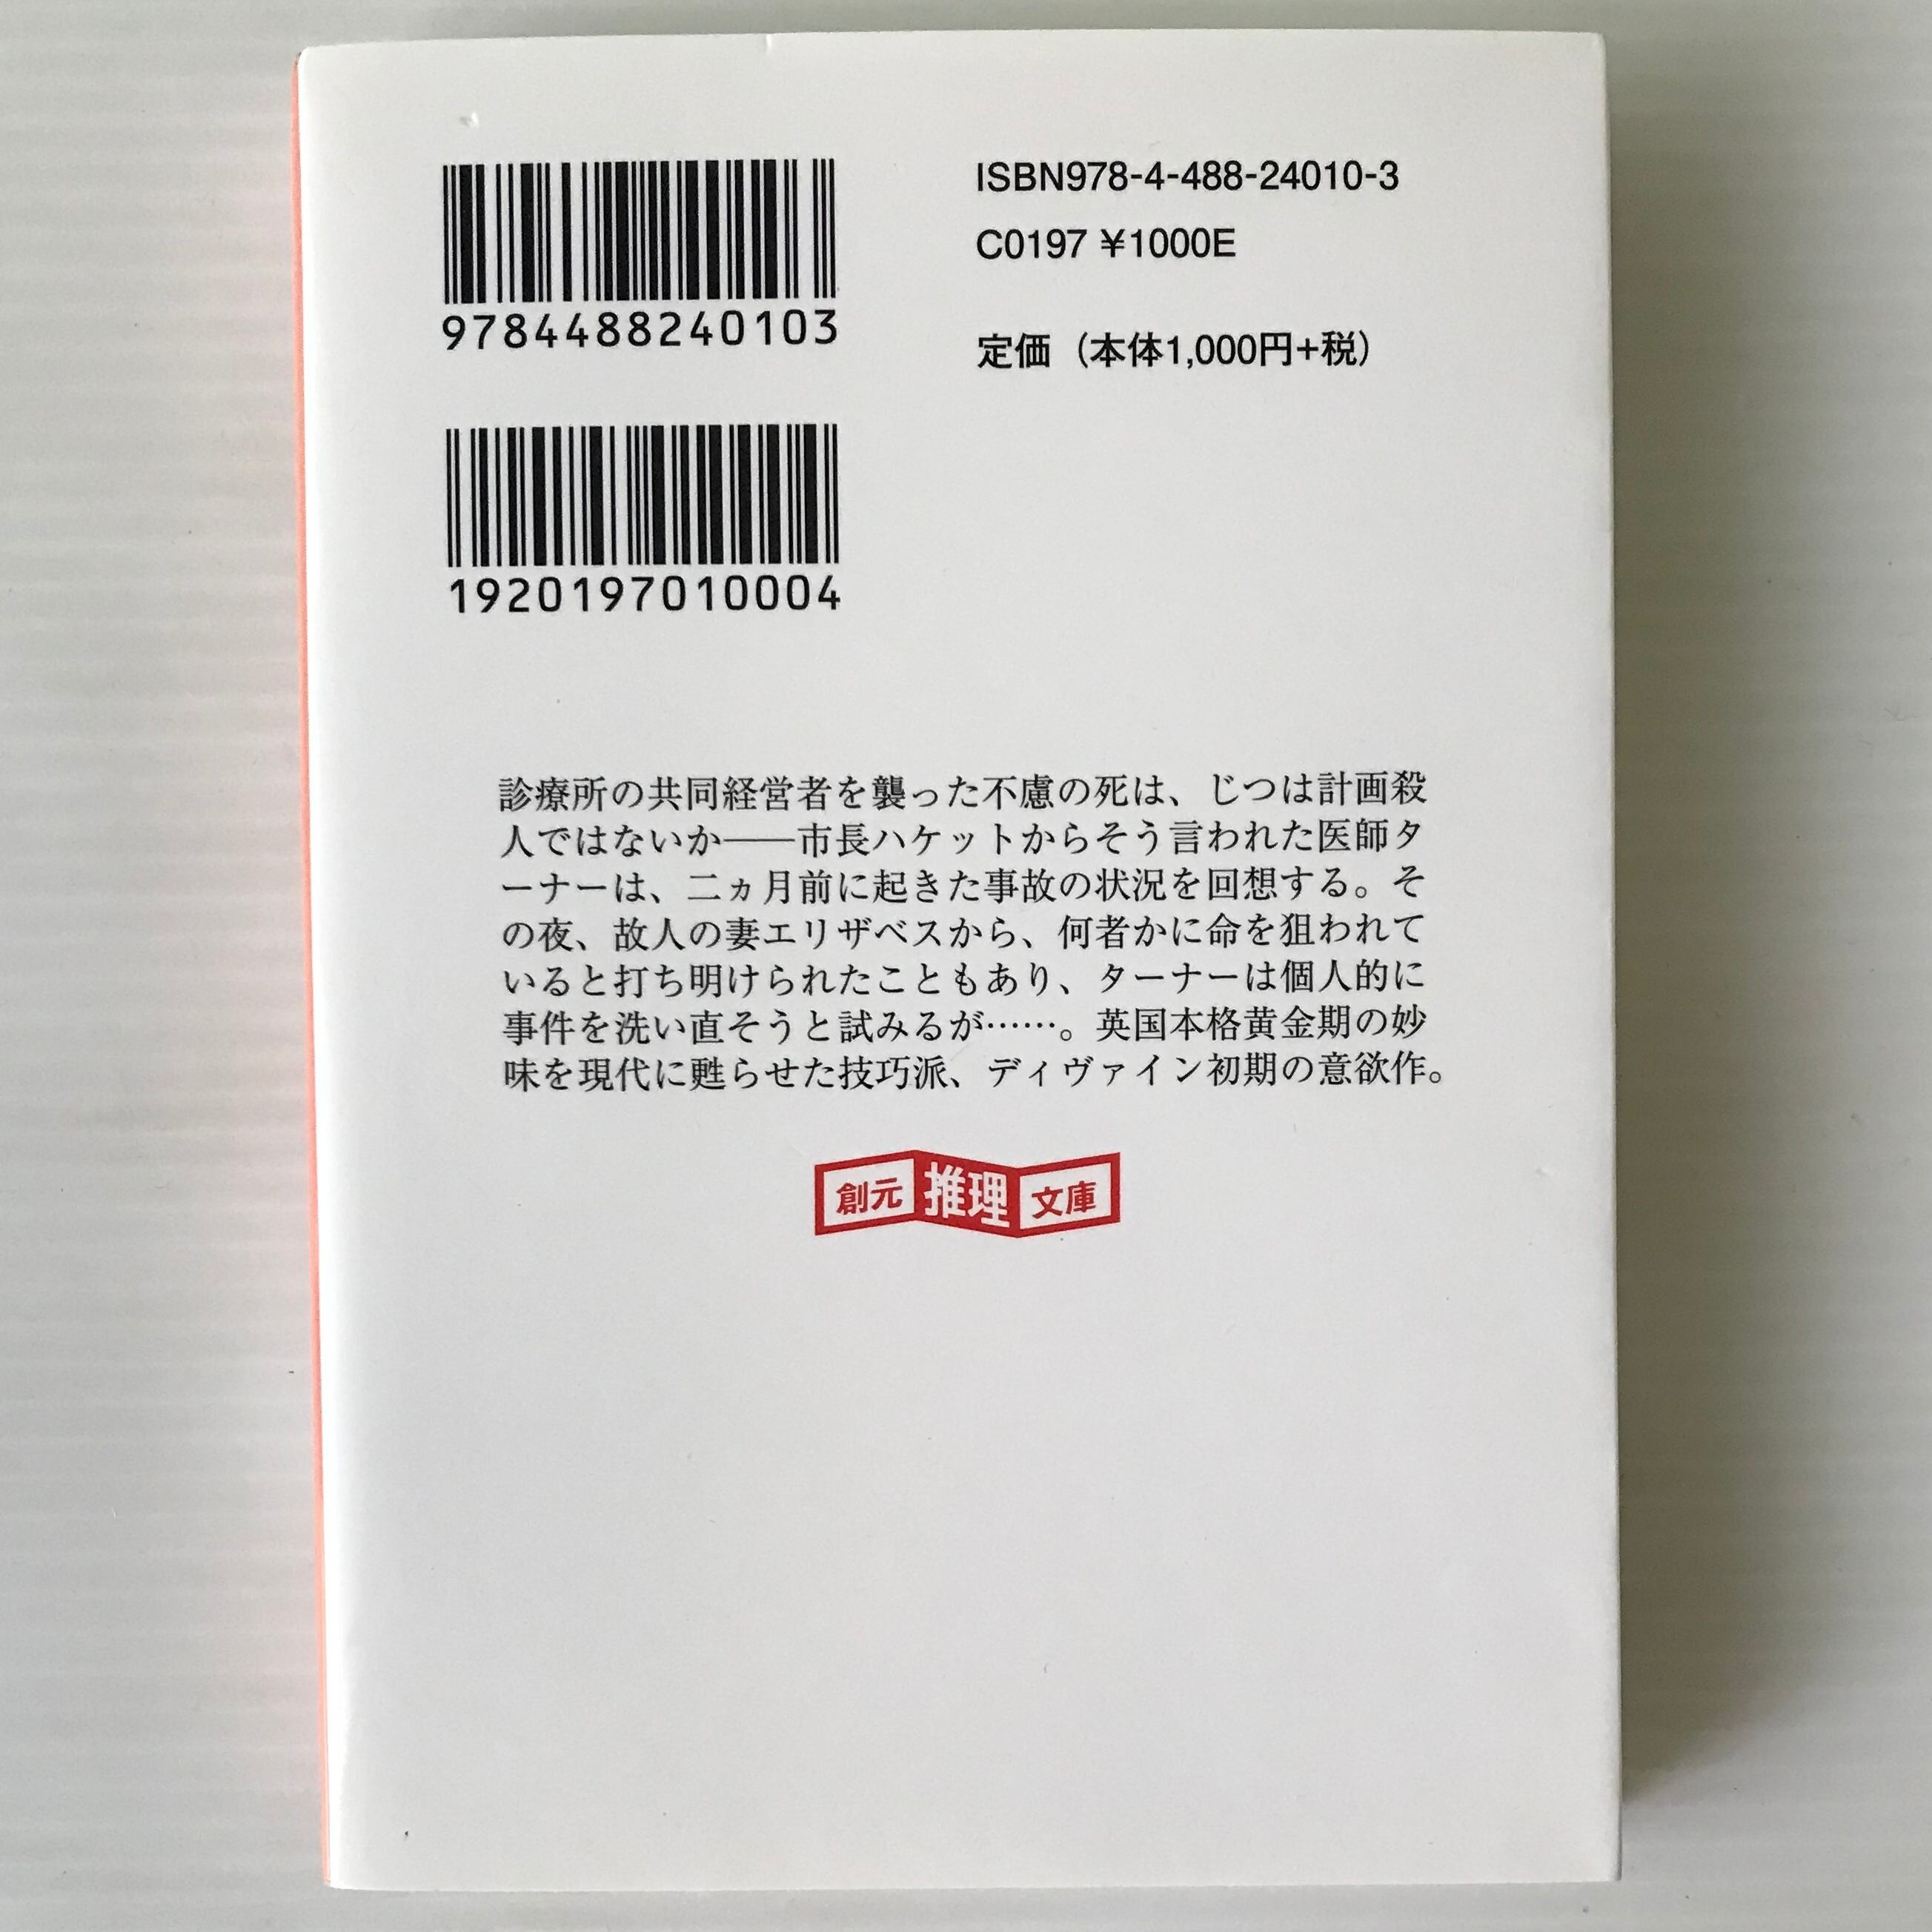 9784488240103
1920197010004
ISBN978-4-488-24010-3
C0197 ¥1000E
定価（本体1,000円+税）
診療所の共同経営者を襲った不慮の死は、じつは計画殺
人ではないか――市長ハケットからそう言われた医師タ
ーナーは、二ヵ月前に起きた事故の状況を回想する。そ
の夜、故人の妻エリザベスから、何者かに命を狙われて
いると打ち明けられたこともあり、ターナーは個人的に
事件を洗い直そうと試みるが……。英国本格黄金期の妙
味を現代に甦らせた技巧派、ディヴァイン初期の意欲作。
創元推理文庫